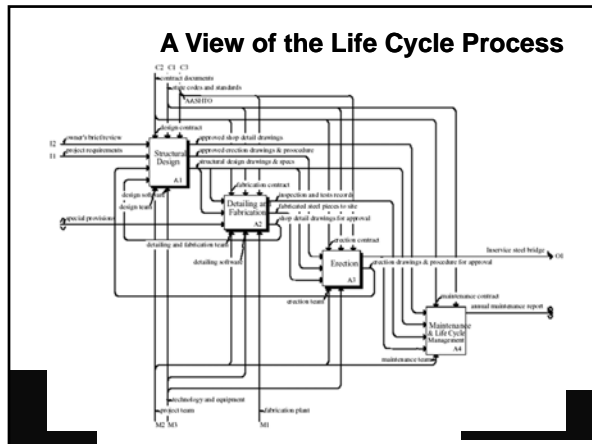 A View of the Life Cycle Process
C2 C1 C3
contract documents
state codes and standards
AASHTO
design contract
I2 owner's brief/review
I1 project requirements
Structural
Design
A1
approved shop detail drawings
approved erection drawings & prosecdure
structural design drawings & specs
design software
design team
fabrication contract
special provisions
Detailing and
Fabrication
A2
inspection and tests records
fabricated steel pieces to site
shop detail drawings for approval
detailing and fabrication team
detailing software
erection contract
Erection
A3
Inservice steel bridge O1
erection drawings & procedure for approval
erection team
maintenance contract
annual maintenance report
Maintenance
& Life Cycle
Management
A4
maintenance team
technology and equipment
project team
fabrication plant
M2 M3 M1